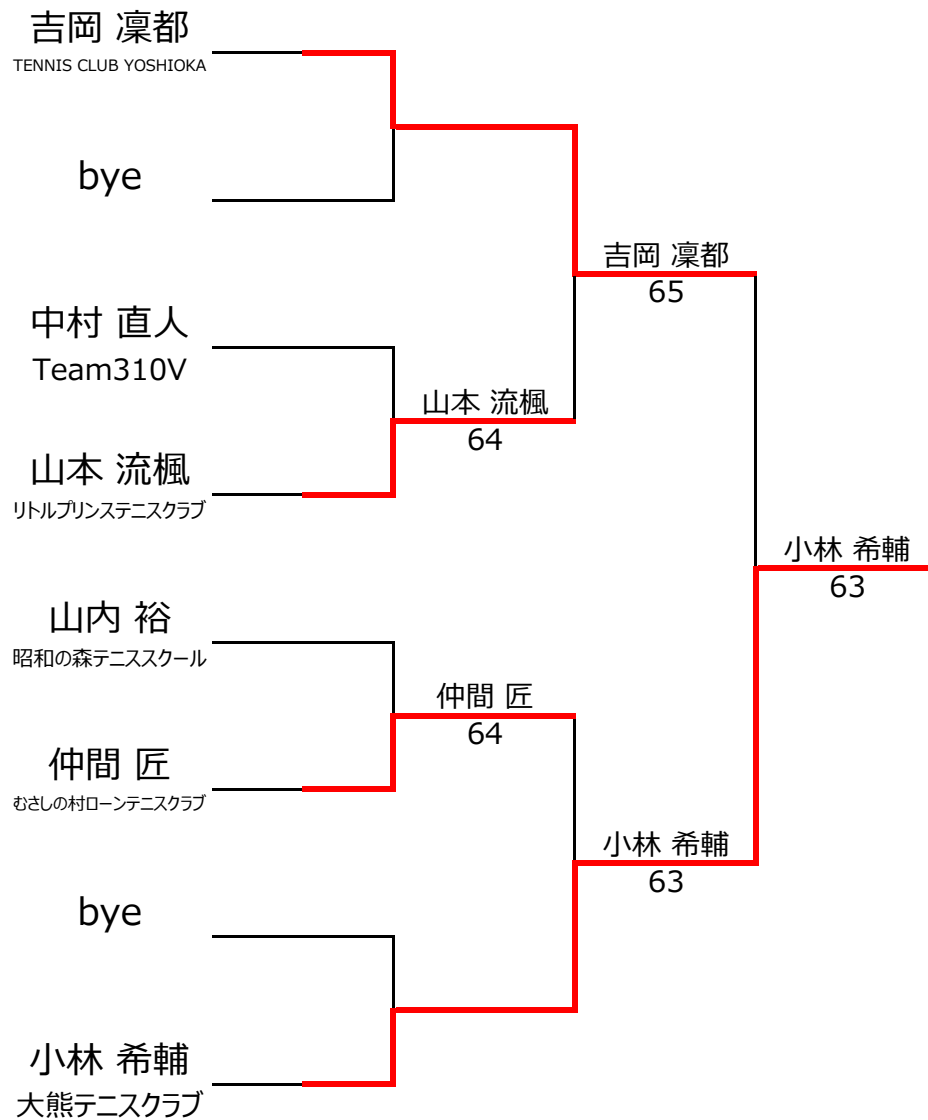 吉岡 凜都
TENNIS CLUB YOSHIOKA
bye
吉岡 凜都
65
中村 直人
Team310V
山本 流楓
64
山本 流楓
リトルプリンステニスクラブ
小林 希輔
63
山内 裕
昭和の森テニススクール
仲間 匠
64
仲間 匠
むさしの村ローンテニスクラブ
小林 希輔
63
bye
小林 希輔
大熊テニスクラブ